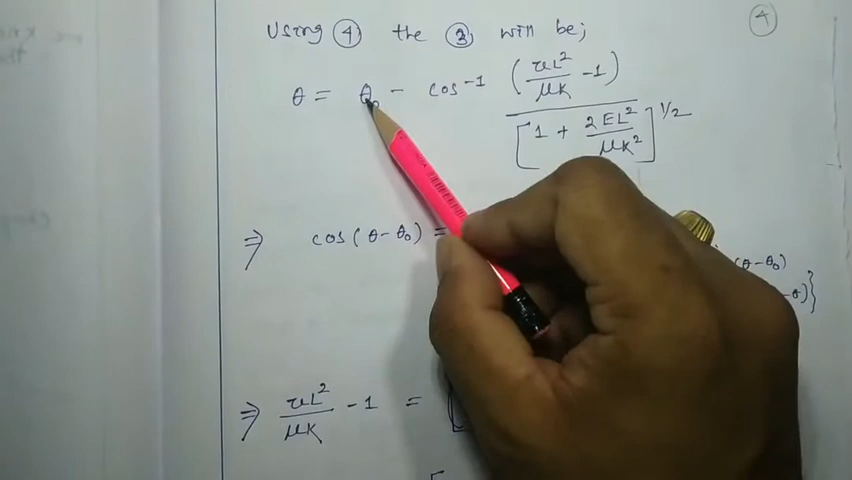 Using ④ the ③ will be; ④
θ = θ₀ - cos⁻¹ (uL²/μK - 1) / [1 + 2EL²/μK²]^1/2
⇒ cos(θ-θ₀) = (θ-θ₀)
-θ)}
⇒ uL²/μK - 1 = [